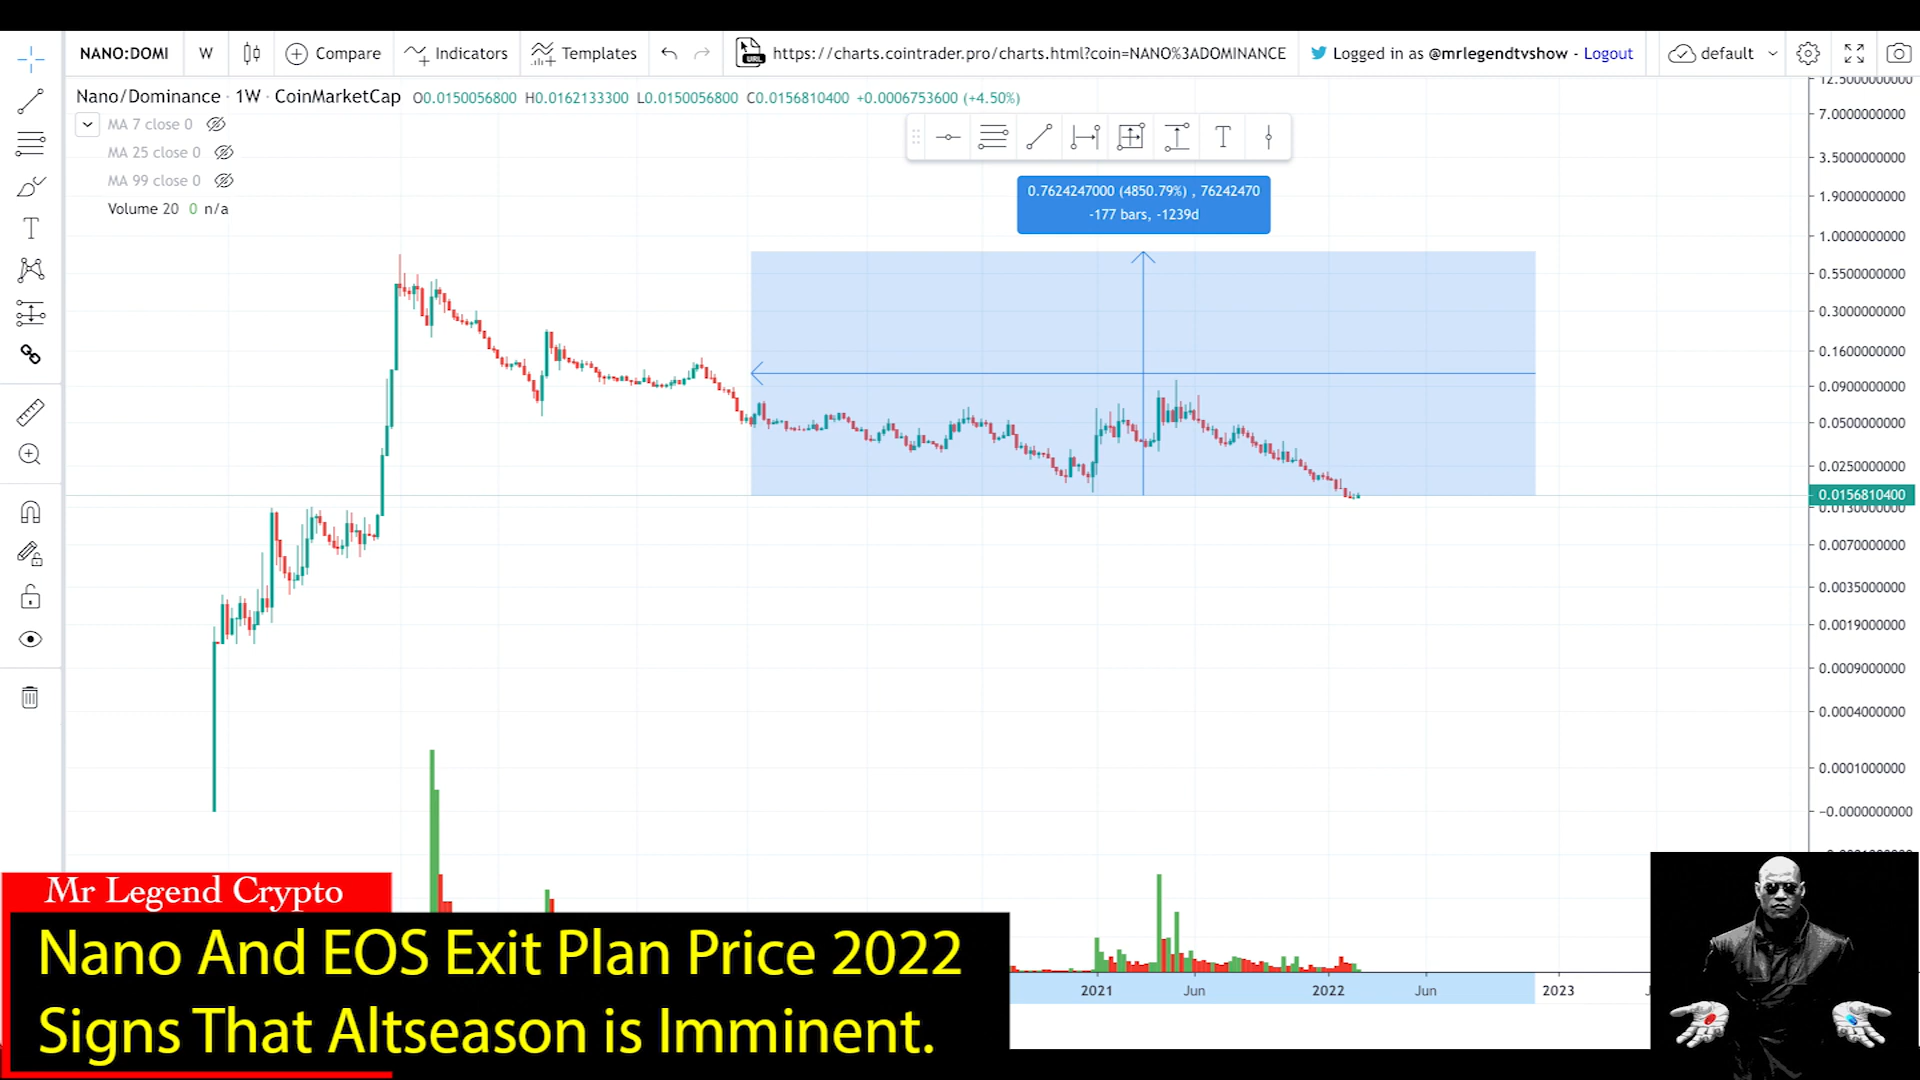 NANO:DOMI W Compare Indicators Templates https://charts.cointrader.pro/charts.html?coin=NANO%3ADOMINANCE Logged in as @mrlegendtvshow - Logout default
Nano/Dominance · 1W · CoinMarketCap O0.0150056800 H0.0162133300 L0.0150056800 C0.0156810400 +0.0006753600 (+4.50%)
MA 7 close 0
MA 25 close 0
MA 99 close 0
Volume 20 0 n/a
T
0.7624247000 (4850.79%) , 76242470
-177 bars, -1239d
7.0000000000
3.5000000000
1.9000000000
1.0000000000
0.5500000000
0.3000000000
0.1600000000
0.0900000000
0.0500000000
0.0250000000
0.0156810400
0.0130000000
0.0070000000
0.0035000000
0.0019000000
0.0009000000
0.0004000000
0.0001000000
-0.0000000000
2021 Jun 2022 Jun 2023
Mr Legend Crypto
Nano And EOS Exit Plan Price 2022
Signs That Altseason is Imminent.